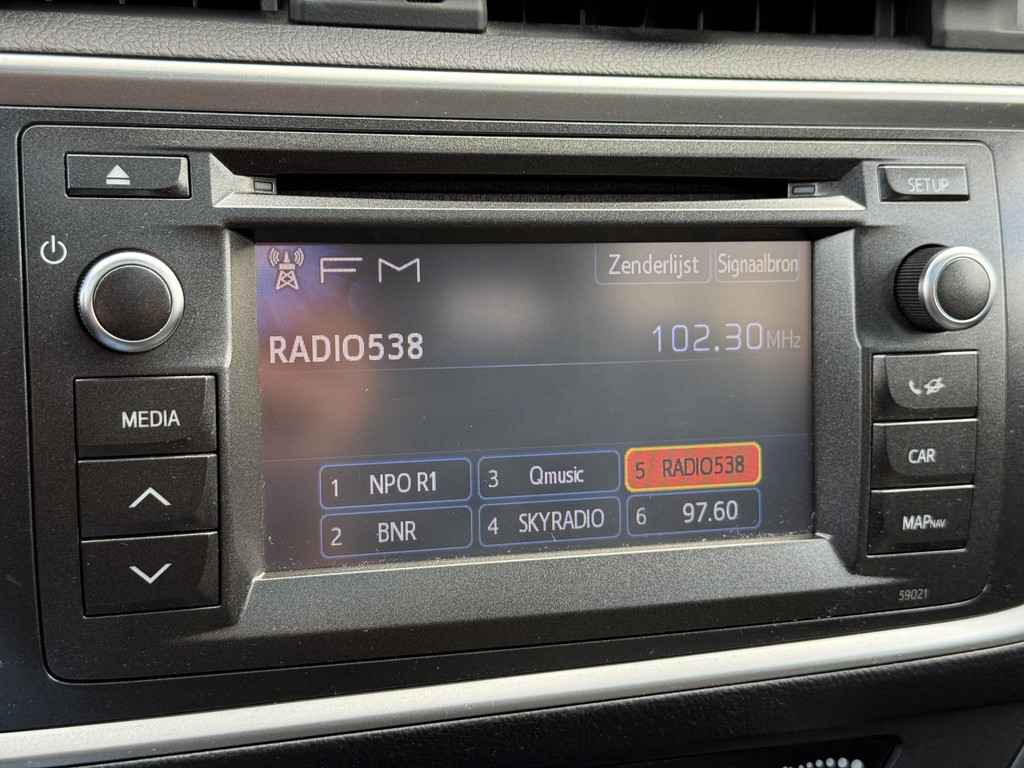 SETUP
FM
Zenderlijst
Signaalbron
RADIO538
102.30MHz
MEDIA
1 NPO R1
3 Qmusic
5 RADIO538
2 BNR
4 SKYRADIO
6 97.60
CAR
MAPNAV
59021